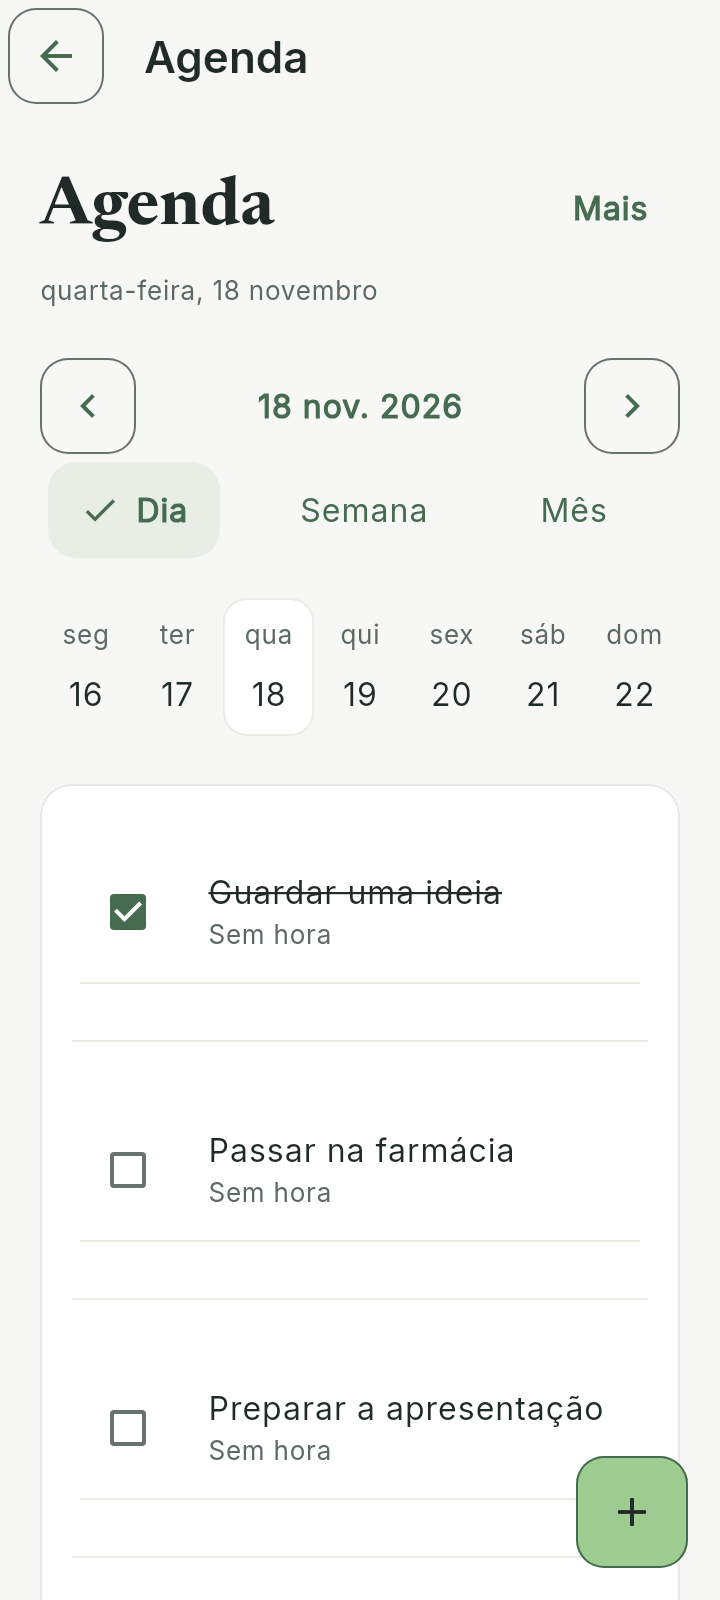 Agenda
Agenda
Mais
quarta-feira, 18 novembro
18 nov. 2026
Dia Semana Mês
seg ter qua qui sex sáb dom
16 17 18 19 20 21 22
Guardar uma ideia
Sem hora
Passar na farmácia
Sem hora
Preparar a apresentação
Sem hora